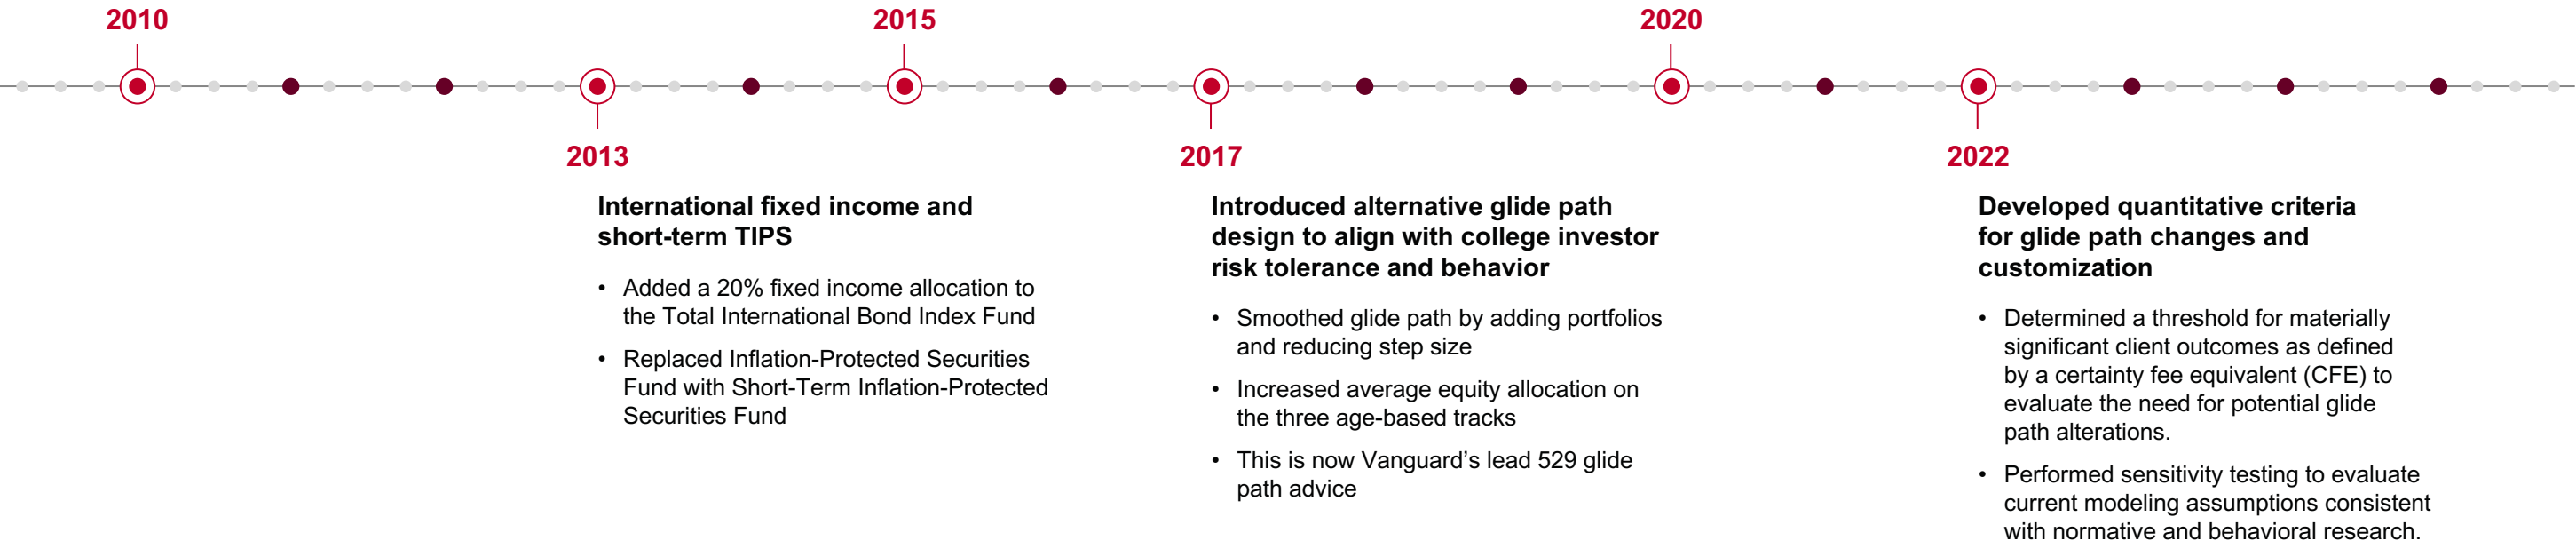 2010
2015
2020
2013
International fixed income and
short-term TIPS
• Added a 20% fixed income allocation to
the Total International Bond Index Fund
• Replaced Inflation-Protected Securities
Fund with Short-Term Inflation-Protected
Securities Fund
2017
Introduced alternative glide path
design to align with college investor
risk tolerance and behavior
• Smoothed glide path by adding portfolios
and reducing step size
• Increased average equity allocation on
the three age-based tracks
• This is now Vanguard’s lead 529 glide
path advice
2022
Developed quantitative criteria
for glide path changes and
customization
• Determined a threshold for materially
significant client outcomes as defined
by a certainty fee equivalent (CFE) to
evaluate the need for potential glide
path alterations.
• Performed sensitivity testing to evaluate
current modeling assumptions consistent
with normative and behavioral research.